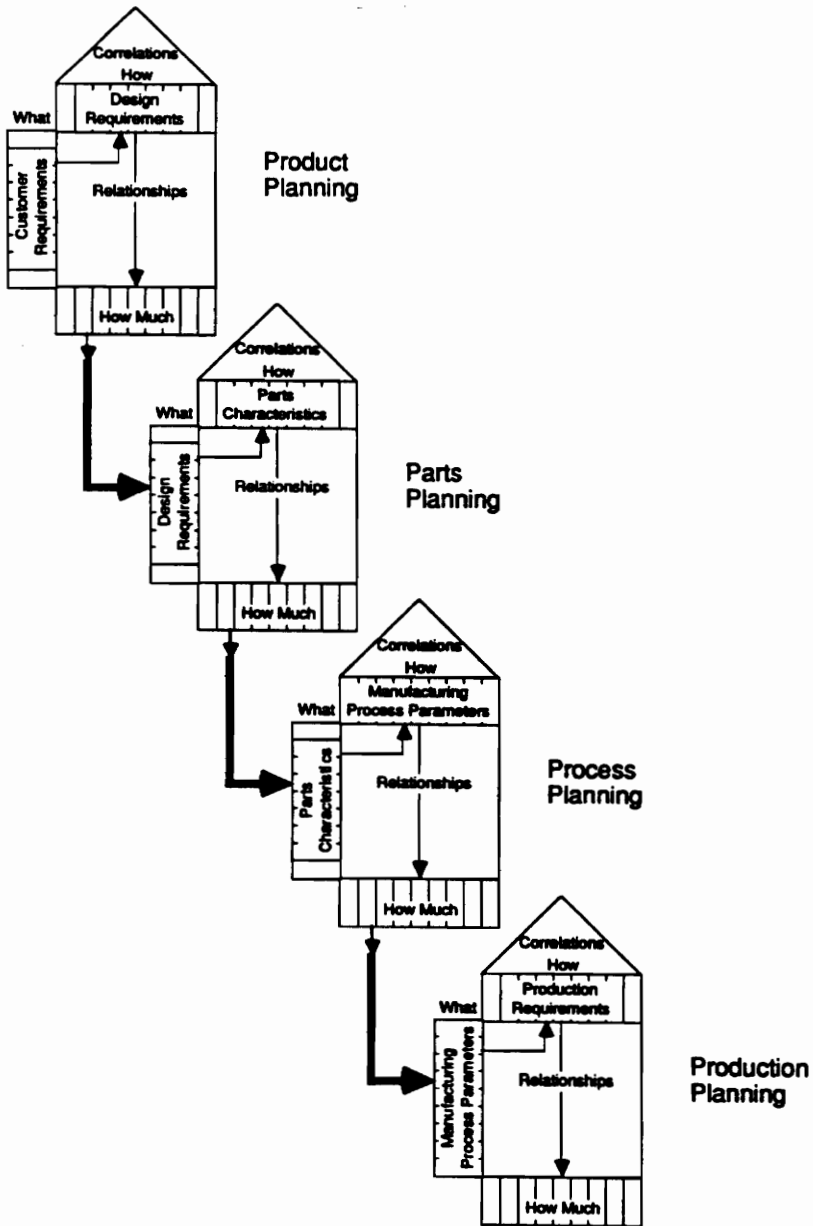 Correlations
How
Design
Requirements
What
Customer
Requirements
Relationships
How Much
Product
Planning
Correlations
How
Parts
Characteristics
What
Design
Requirements
Relationships
How Much
Parts
Planning
Correlations
How
Manufacturing
Process Parameters
What
Parts
Characteristics
Relationships
How Much
Process
Planning
Correlations
How
Production
Requirements
What
Manufacturing
Process Parameters
Relationships
How Much
Production
Planning